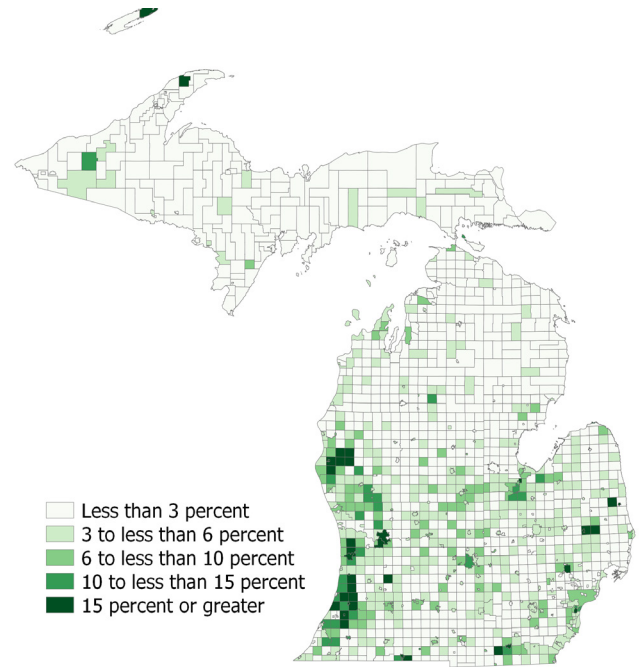 Less than 3 percent
3 to less than 6 percent
6 to less than 10 percent
10 to less than 15 percent
15 percent or greater